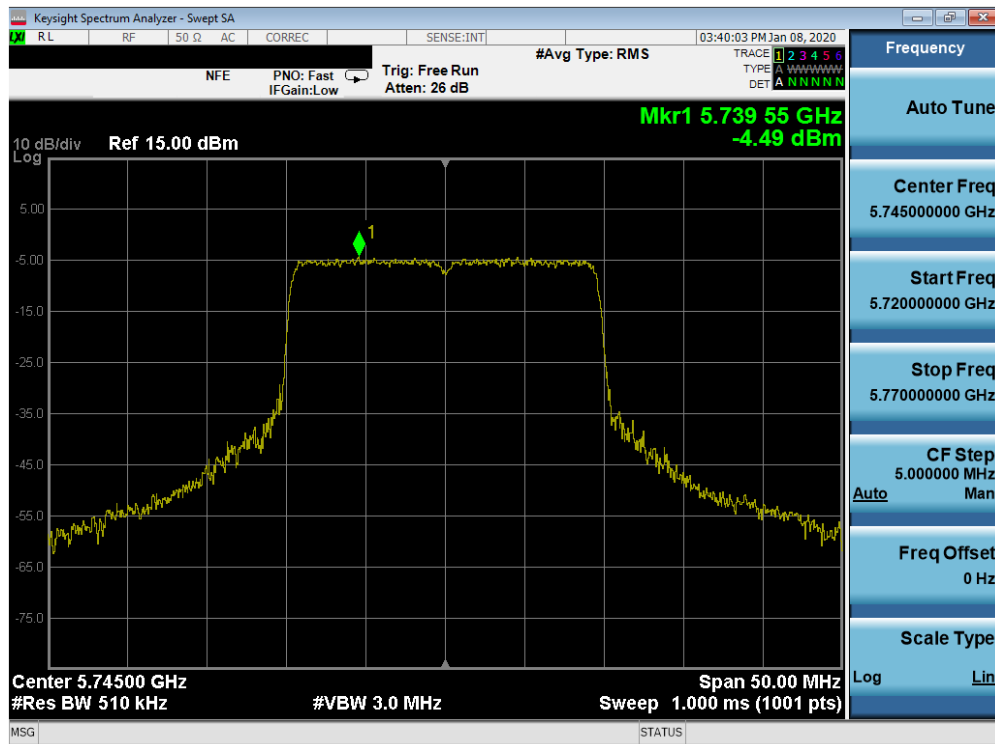 Keysight Spectrum Analyzer - Swept SA
LXI RL RF 50 Ω AC CORREC SENSE:INT 03:40:03 PM Jan 08, 2020
#Avg Type: RMS TRACE 1 2 3 4 5 6
NFE PNO: Fast Trig: Free Run TYPE A WWWWW
IFGain:Low Atten: 26 dB DET A N N N N N
Mkr1 5.739 55 GHz
-4.49 dBm
10 dB/div Ref 15.00 dBm
Log
5.00
1
-5.00
-15.0
-25.0
-35.0
-45.0
-55.0
-65.0
-75.0
Center 5.74500 GHz Span 50.00 MHz
#Res BW 510 kHz #VBW 3.0 MHz Sweep 1.000 ms (1001 pts)
MSG STATUS
Frequency
Auto Tune
Center Freq
5.745000000 GHz
Start Freq
5.720000000 GHz
Stop Freq
5.770000000 GHz
CF Step
5.000000 MHz
Auto Man
Freq Offset
0 Hz
Scale Type
Log Lin